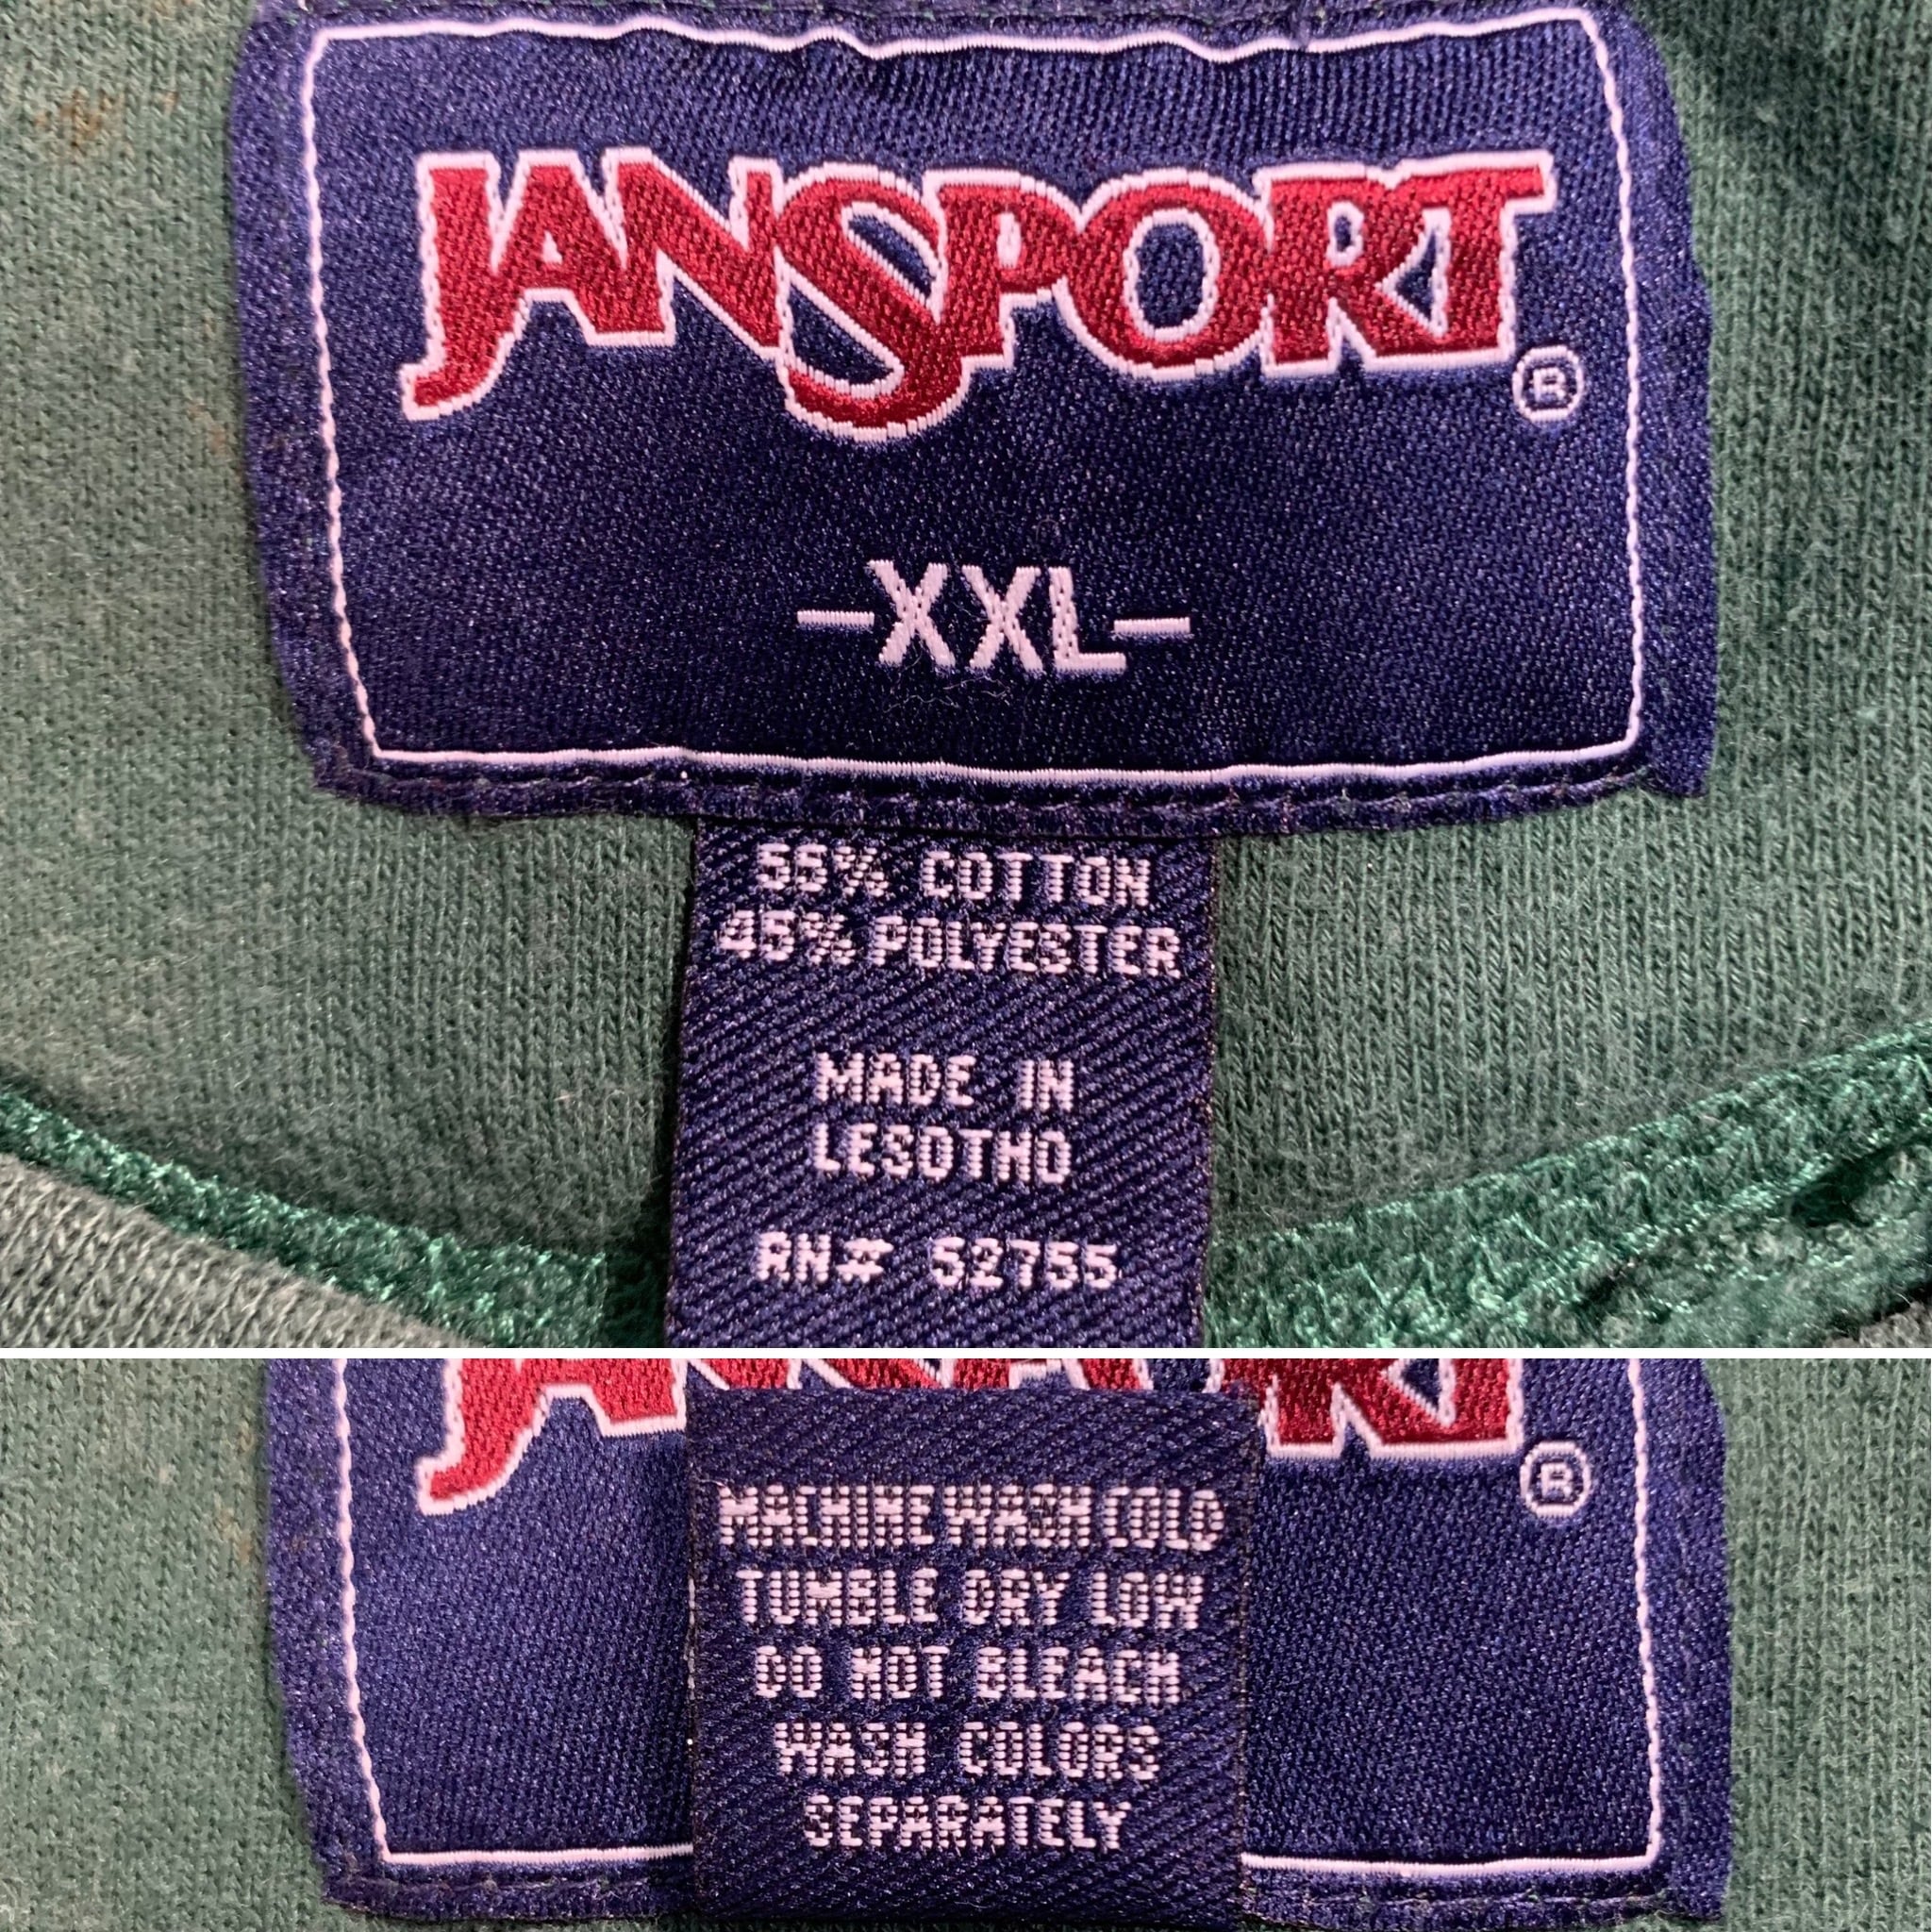 JANSPORT®
-XXL-
55% COTTON
45% POLYESTER
MADE IN
LESOTHO
RN# 52755
JANSPORT®
MACHINE WASH COLD
TUMBLE DRY LOW
DO NOT BLEACH
WASH COLORS
SEPARATELY